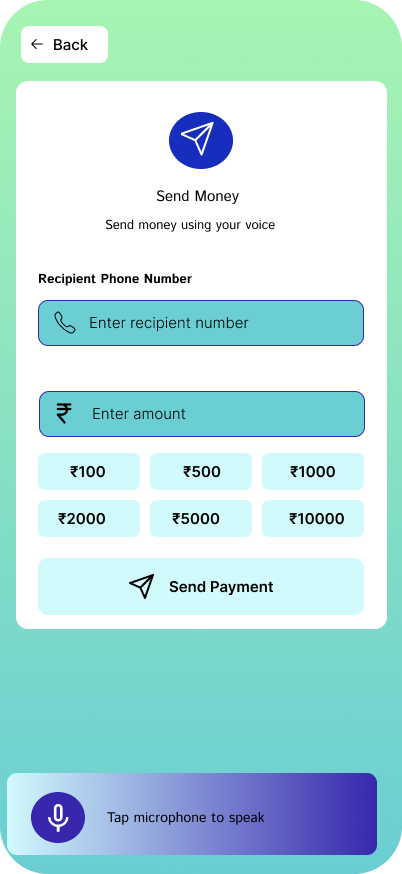 Back
Send Money
Send money using your voice
Recipient Phone Number
Enter recipient number
₹
Enter amount
₹100 ₹500 ₹1000
₹2000 ₹5000 ₹10000
Send Payment
Tap microphone to speak